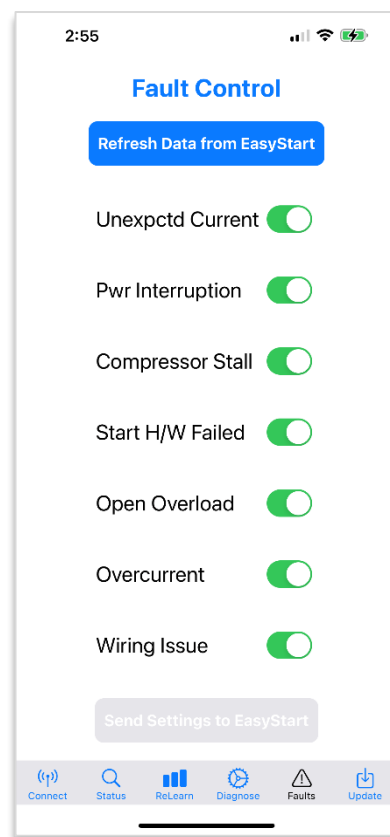 2:55
Fault Control
Refresh Data from EasyStart
Unexpctd Current
Pwr Interruption
Compressor Stall
Start H/W Failed
Open Overload
Overcurrent
Wiring Issue
Send Settings to EasyStart
Connect Status ReLearn Diagnose Faults Update